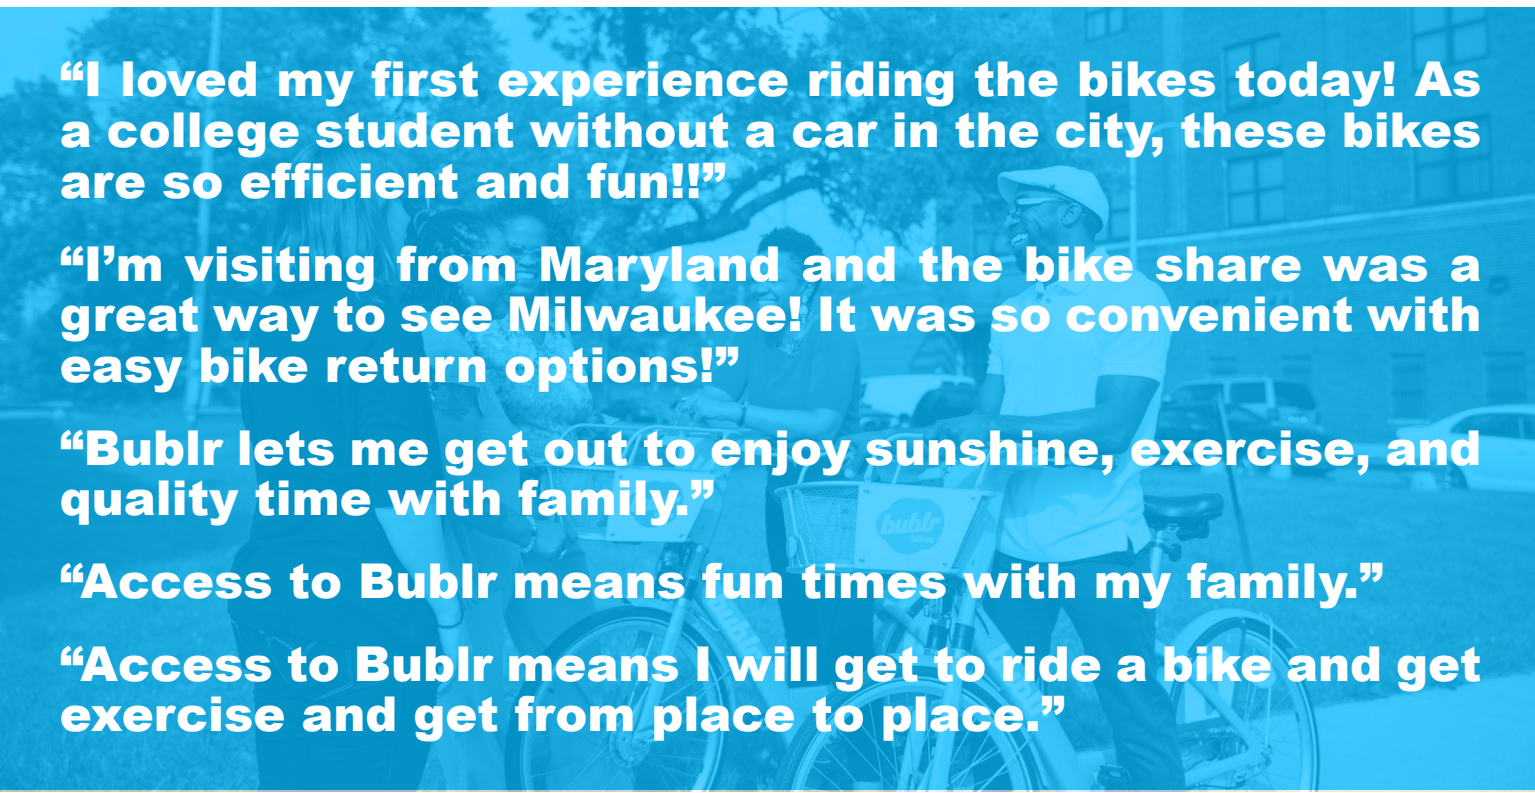 “I loved my first experience riding the bikes today! As
a college student without a car in the city, these bikes
are so efficient and fun!!”
“I’m visiting from Maryland and the bike share was a
great way to see Milwaukee! It was so convenient with
easy bike return options!”
“Bublr lets me get out to enjoy sunshine, exercise, and
quality time with family.”
“Access to Bublr means fun times with my family.”
“Access to Bublr means I will get to ride a bike and get
exercise and get from place to place.”
bublr
bikes
bublr